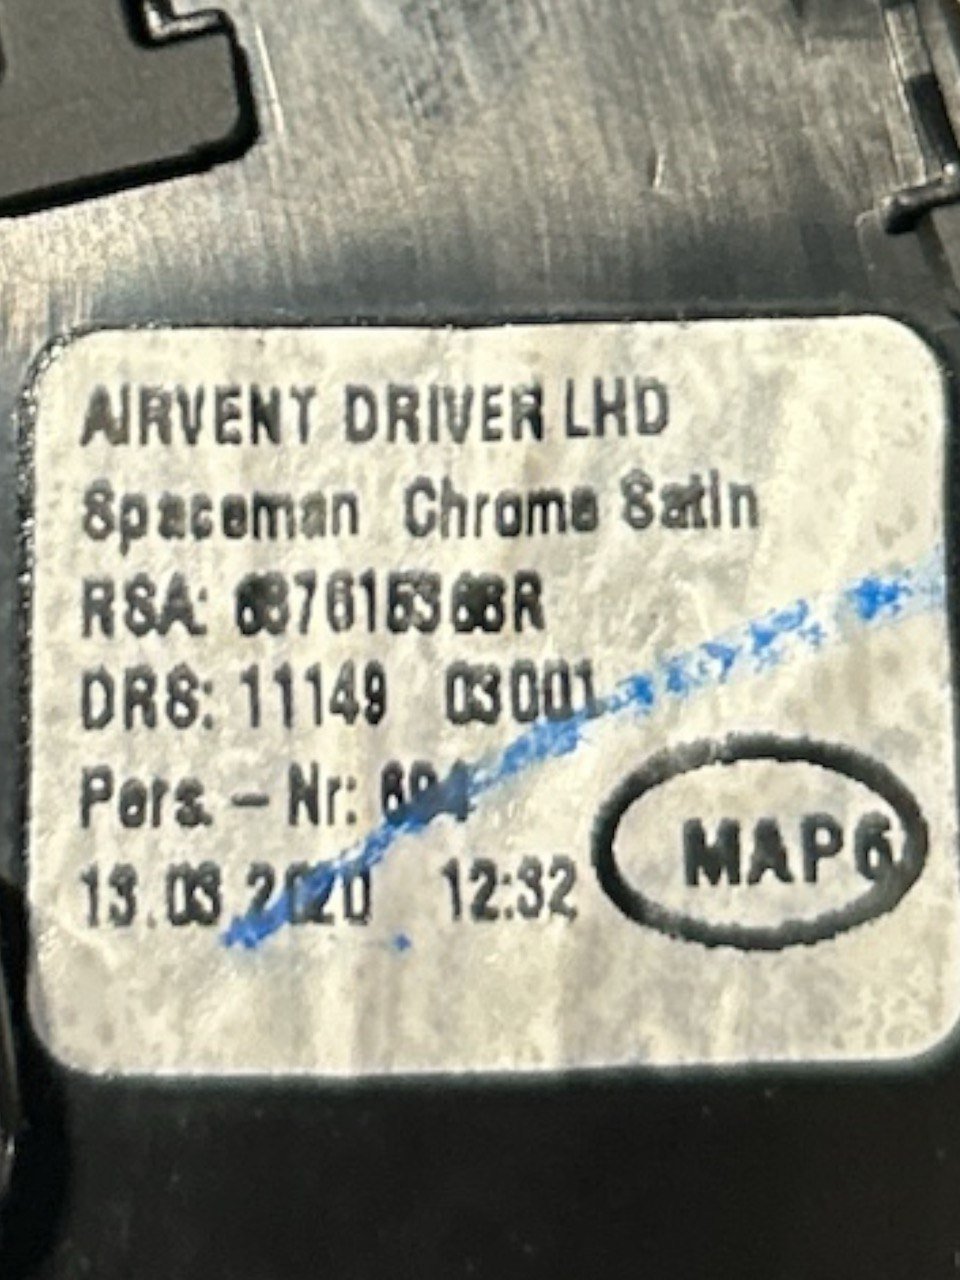 AIRVENT DRIVER LHD
Spaceman Chrome Satin
RSA:
DRS: 11149 03001
Pers. - Nr: 694
13.03.2020 12:32
MAP6